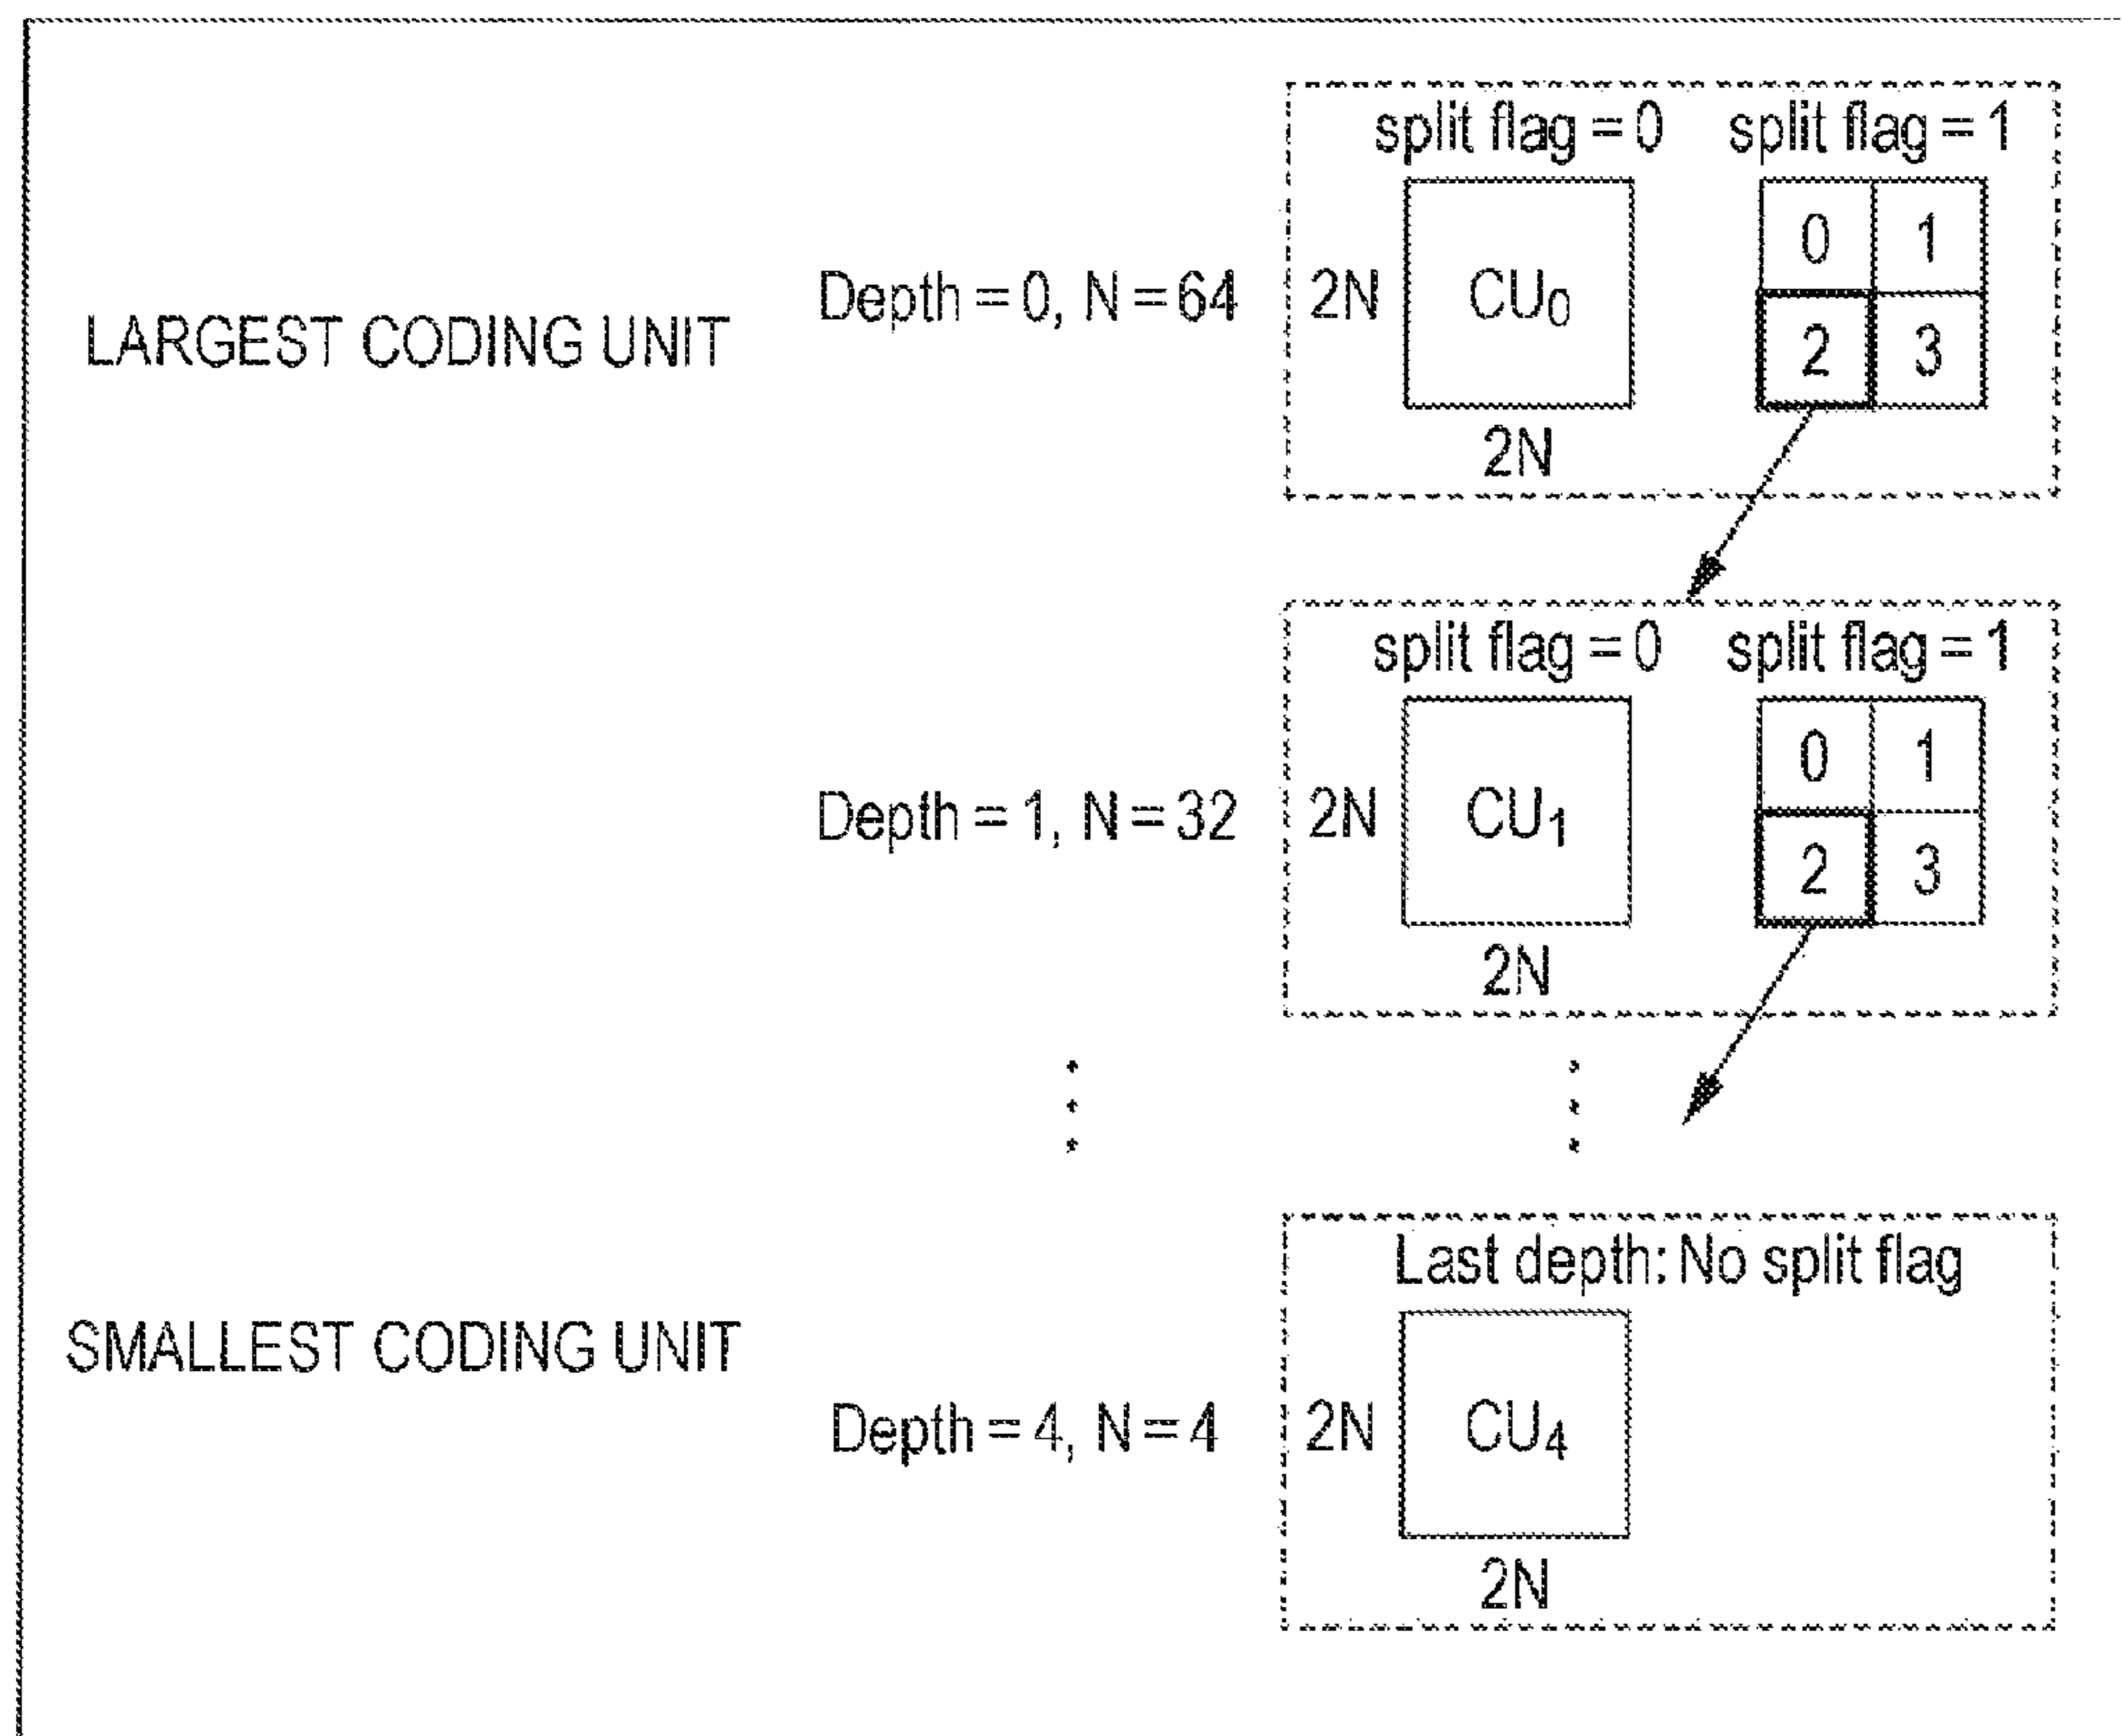 split flag = 0 split flag = 1
0 1
LARGEST CODING UNIT Depth = 0, N = 64 2N CU₀
2 3
2N
split flag = 0 split flag = 1
0 1
Depth = 1, N = 32 2N CU₁
2 3
2N
Last depth: No split flag
SMALLEST CODING UNIT
Depth = 4, N = 4 2N CU₄
2N